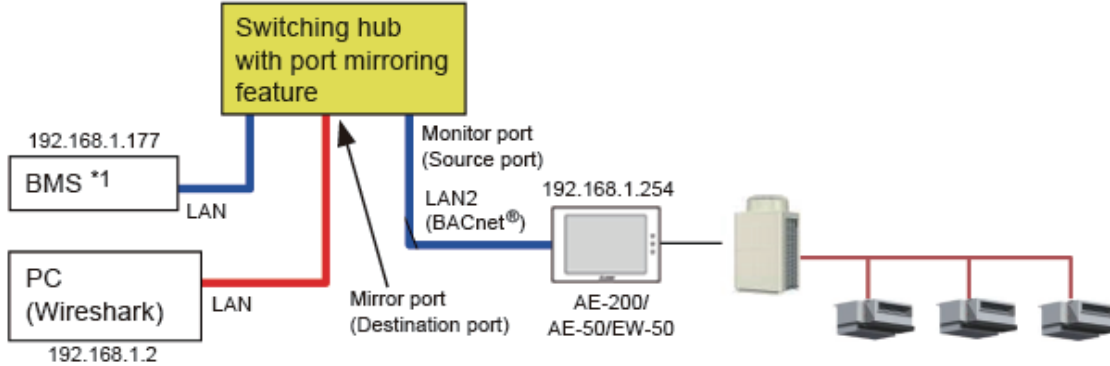 Switching hub
with port mirroring
feature
192.168.1.177
BMS *1
LAN
Monitor port
(Source port)
LAN2
(BACnet®)
192.168.1.254
PC
(Wireshark)
LAN
192.168.1.2
Mirror port
(Destination port)
AE-200/
AE-50/EW-50